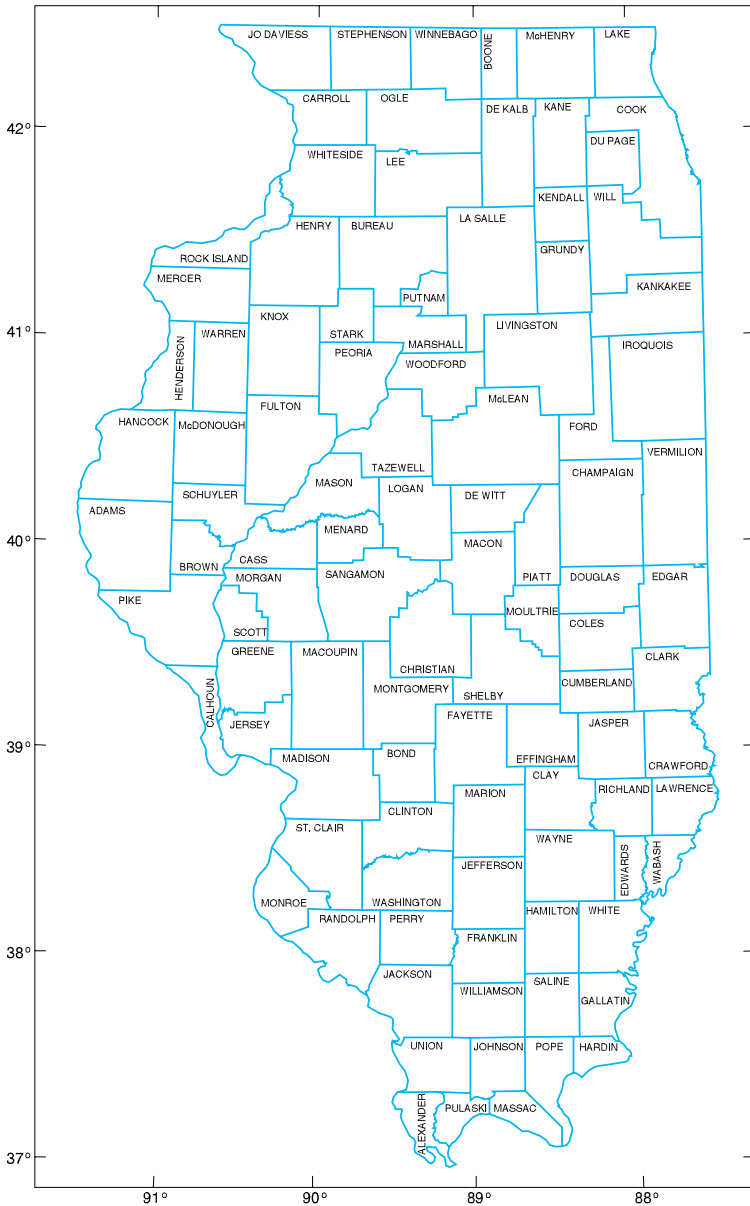 JO DAVIESS STEPHENSON WINNEBAGO BOONE McHENRY LAKE
CARROLL OGLE DE KALB KANE COOK
42°
DU PAGE
WHITESIDE LEE
KENDALL WILL
HENRY BUREAU LA SALLE
GRUNDY
ROCK ISLAND
MERCER
PUTNAM KANKAKEE
KNOX LIVINGSTON
41° WARREN STARK
MARSHALL IROQUOIS
HENDERSON PEORIA
WOODFORD
McLEAN
FULTON
HANCOCK McDONOUGH FORD
VERMILION
TAZEWELL CHAMPAIGN
MASON LOGAN
SCHUYLER DE WITT
ADAMS
MENARD
40° MACON
CASS
BROWN SANGAMON PIATT DOUGLAS EDGAR
MORGAN
PIKE
MOULTRIE
COLES
SCOTT
GREENE MACOUPIN CLARK
CHRISTIAN
CUMBERLAND
MONTGOMERY
SHELBY
CALHOUN
FAYETTE
JERSEY JASPER
39°
MADISON BOND EFFINGHAM
CRAWFORD
CLAY
MARION RICHLAND LAWRENCE
CLINTON
ST. CLAIR
WAYNE
EDWARDS WABASH
JEFFERSON
MONROE WASHINGTON
HAMILTON WHITE
RANDOLPH PERRY
FRANKLIN
38°
JACKSON
SALINE
WILLIAMSON
GALLATIN
UNION JOHNSON POPE HARDIN
ALEXANDER PULASKI MASSAC
37°
91° 90° 89° 88°